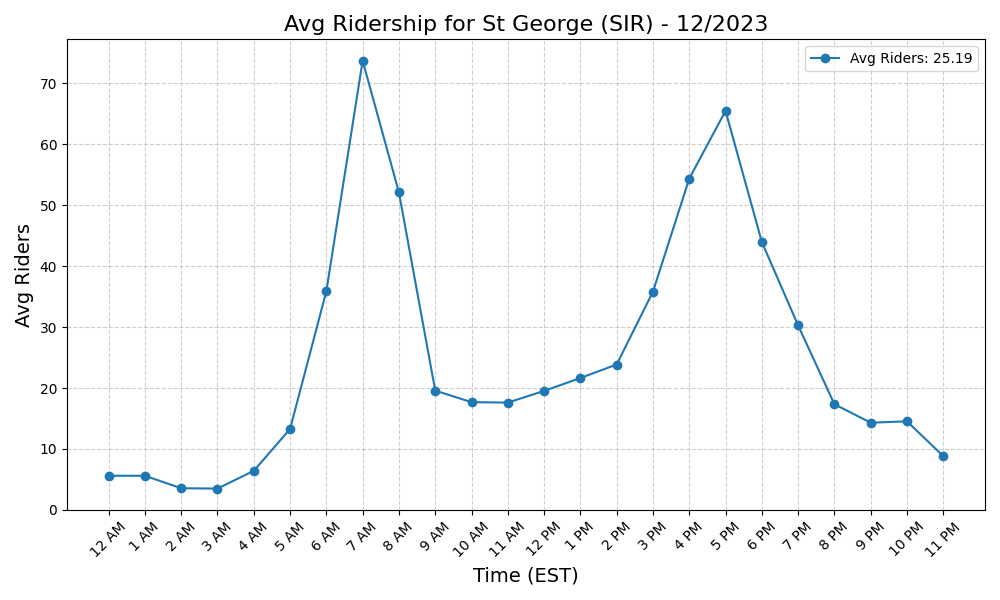 Avg Ridership for St George (SIR) - 12/2023
Avg Riders: 25.19
Avg Riders
70
60
50
40
30
20
10
0
12 AM
1 AM
2 AM
3 AM
4 AM
5 AM
6 AM
7 AM
8 AM
9 AM
10 AM
11 AM
12 PM
1 PM
2 PM
3 PM
4 PM
5 PM
6 PM
7 PM
8 PM
9 PM
10 PM
11 PM
Time (EST)